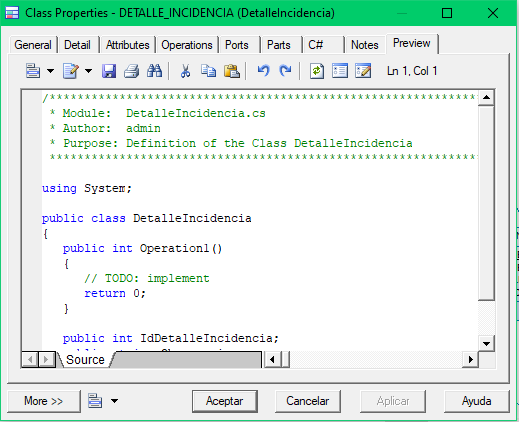 Class Properties - DETALLE_INCIDENCIA (DetalleIncidencia)
General Detail Attributes Operations Ports Parts C# Notes Preview
Ln 1, Col 1
/************************************************************************
* Module:  DetalleIncidencia.cs
* Author:  admin
* Purpose: Definition of the Class DetalleIncidencia
************************************************************************
using System;
public class DetalleIncidencia
{
public int Operation1()
{
// TODO: implement
return 0;
}
public int IdDetalleIncidencia;
Source
More >> Aceptar Cancelar Aplicar Ayuda